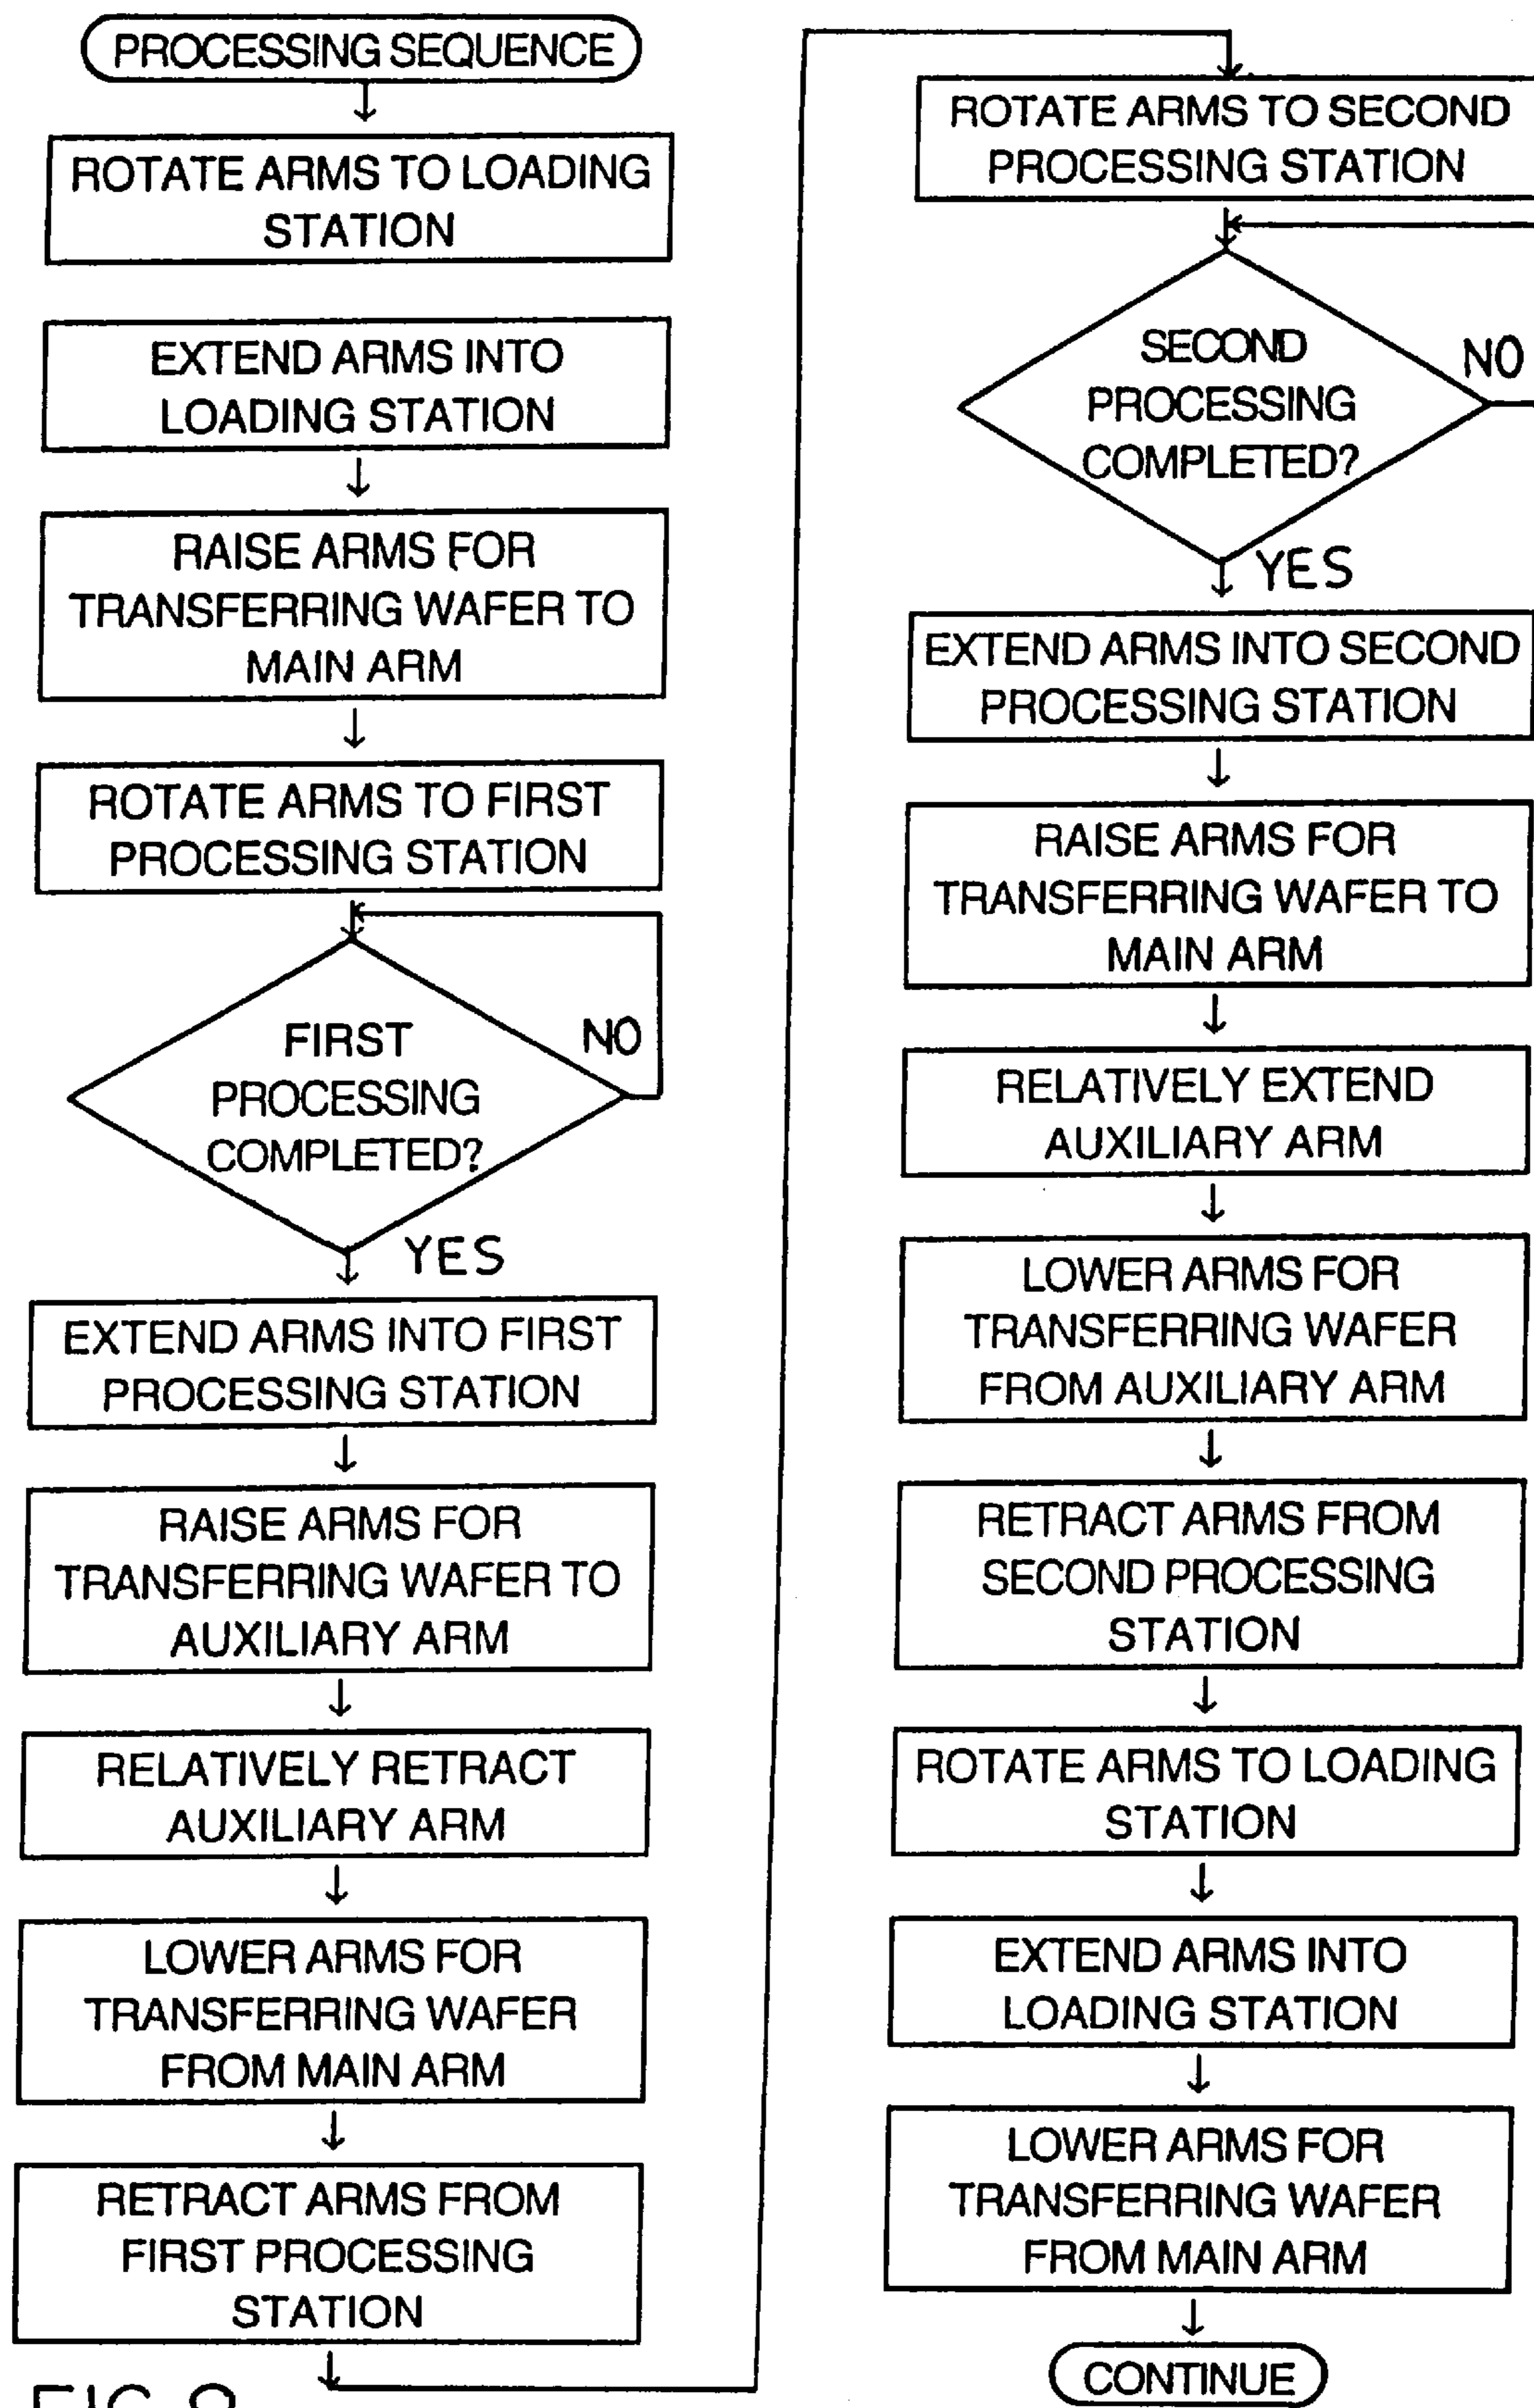 PROCESSING SEQUENCE
ROTATE ARMS TO LOADING
STATION
EXTEND ARMS INTO
LOADING STATION
RAISE ARMS FOR
TRANSFERRING WAFER TO
MAIN ARM
ROTATE ARMS TO FIRST
PROCESSING STATION
FIRST
PROCESSING
COMPLETED?
NO
YES
EXTEND ARMS INTO FIRST
PROCESSING STATION
RAISE ARMS FOR
TRANSFERRING WAFER TO
AUXILIARY ARM
RELATIVELY RETRACT
AUXILIARY ARM
LOWER ARMS FOR
TRANSFERRING WAFER
FROM MAIN ARM
RETRACT ARMS FROM
FIRST PROCESSING
STATION
ROTATE ARMS TO SECOND
PROCESSING STATION
SECOND
PROCESSING
COMPLETED?
NO
YES
EXTEND ARMS INTO SECOND
PROCESSING STATION
RAISE ARMS FOR
TRANSFERRING WAFER TO
MAIN ARM
RELATIVELY EXTEND
AUXILIARY ARM
LOWER ARMS FOR
TRANSFERRING WAFER
FROM AUXILIARY ARM
RETRACT ARMS FROM
SECOND PROCESSING
STATION
ROTATE ARMS TO LOADING
STATION
EXTEND ARMS INTO
LOADING STATION
LOWER ARMS FOR
TRANSFERRING WAFER
FROM MAIN ARM
CONTINUE